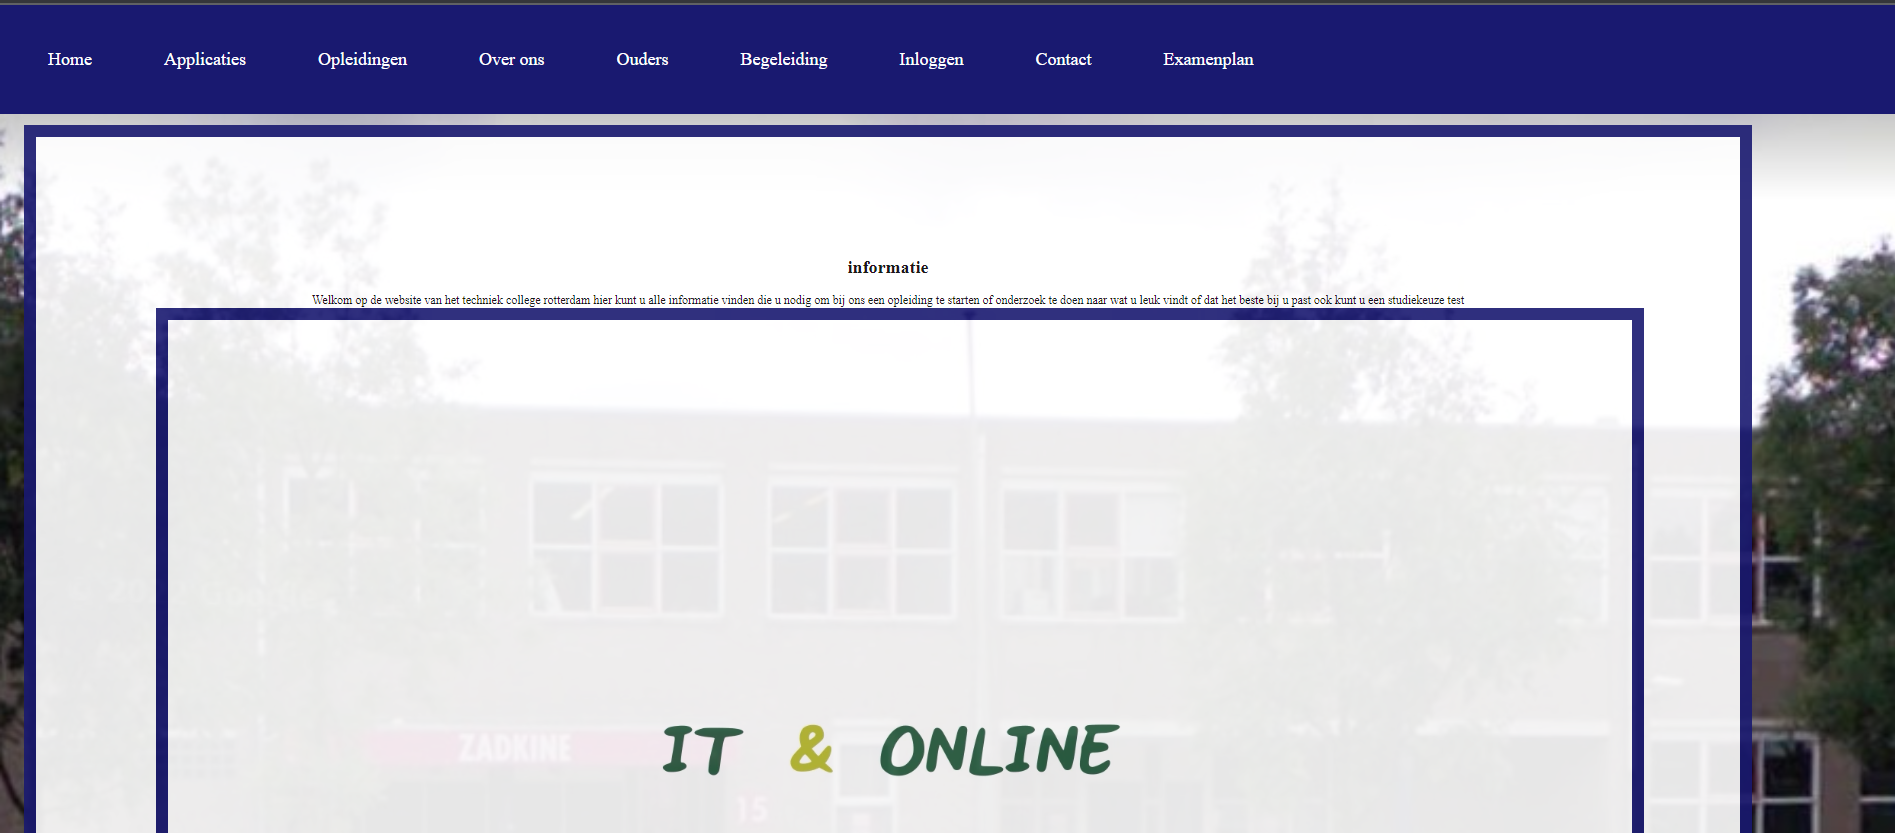 Home Applicaties Opleidingen Over ons Ouders Begeleiding Inloggen Contact Examenplan
informatie
Welkom op de website van het techniek college rotterdam hier kunt u alle informatie vinden die u nodig om bij ons een opleiding te starten of onderzoek te doen naar wat u leuk vindt of dat het beste bij u past ook kunt u een studiekeuze test
IT & ONLINE
ZADKINE
15